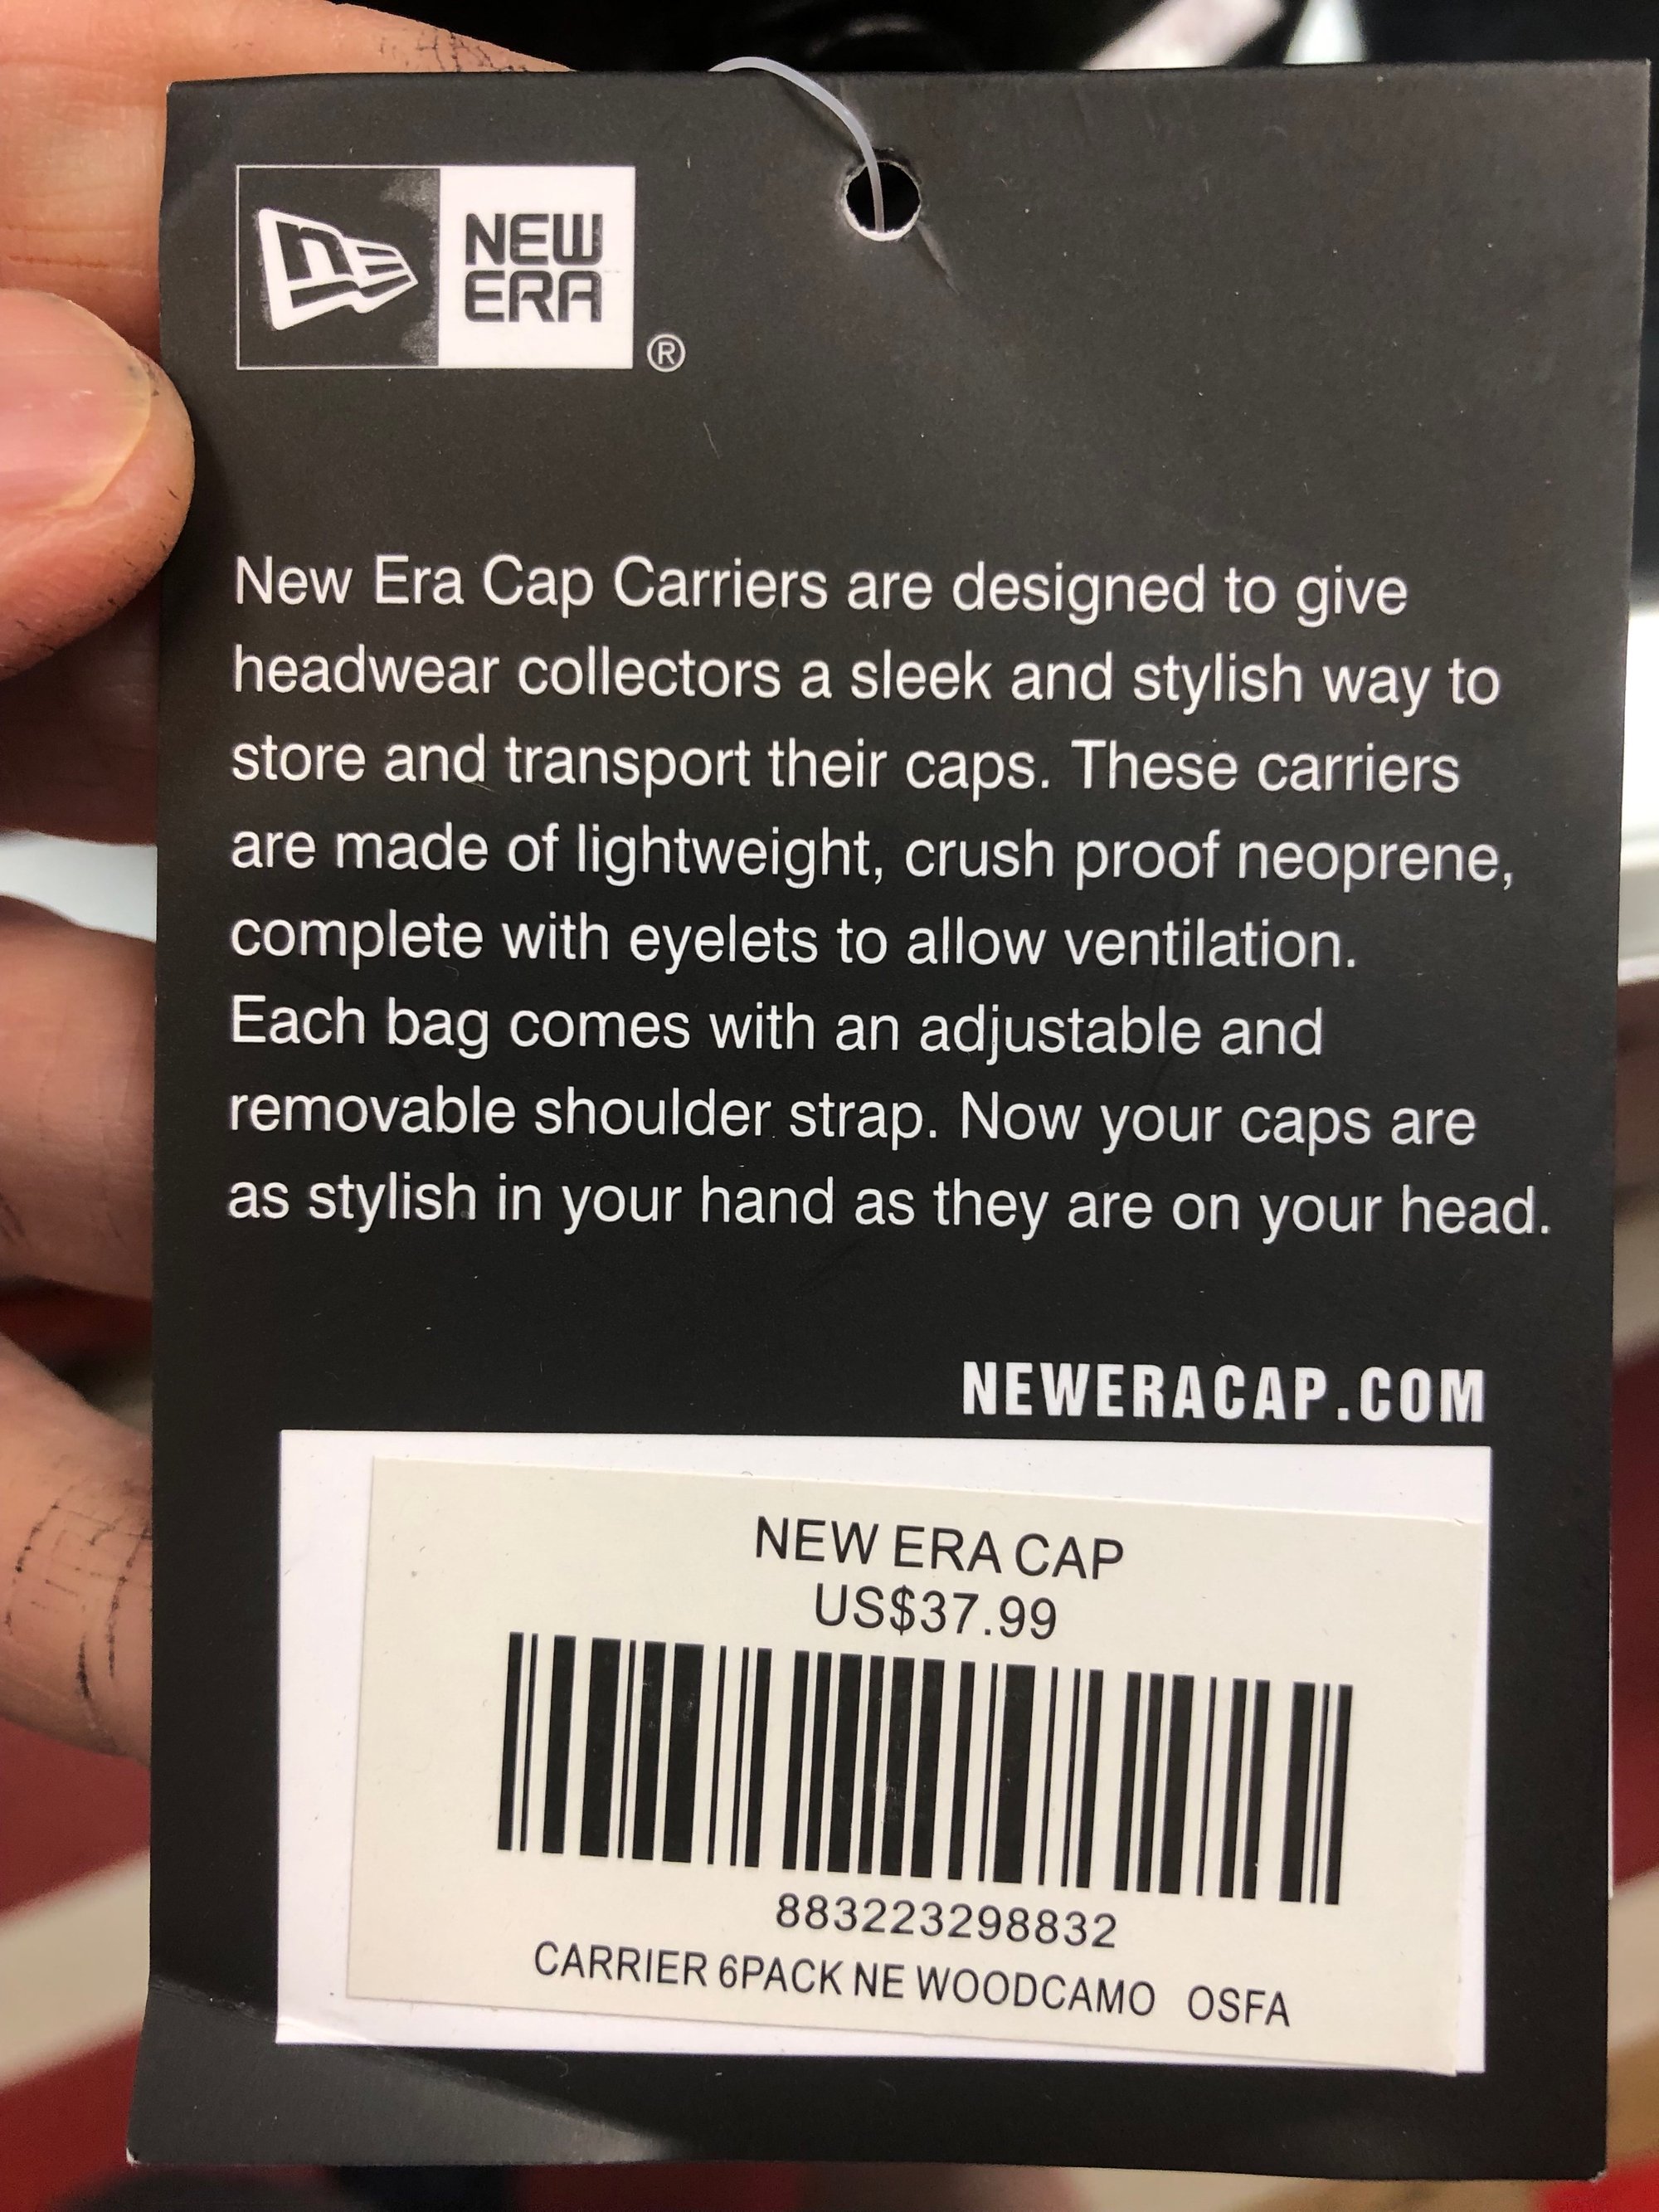 NEW
ERA
®
New Era Cap Carriers are designed to give
headwear collectors a sleek and stylish way to
store and transport their caps. These carriers
are made of lightweight, crush proof neoprene,
complete with eyelets to allow ventilation.
Each bag comes with an adjustable and
removable shoulder strap. Now your caps are
as stylish in your hand as they are on your head.
NEWERACAP.COM
NEW ERA CAP
US$37.99
883223298832
CARRIER 6PACK NE WOODCAMO OSFA